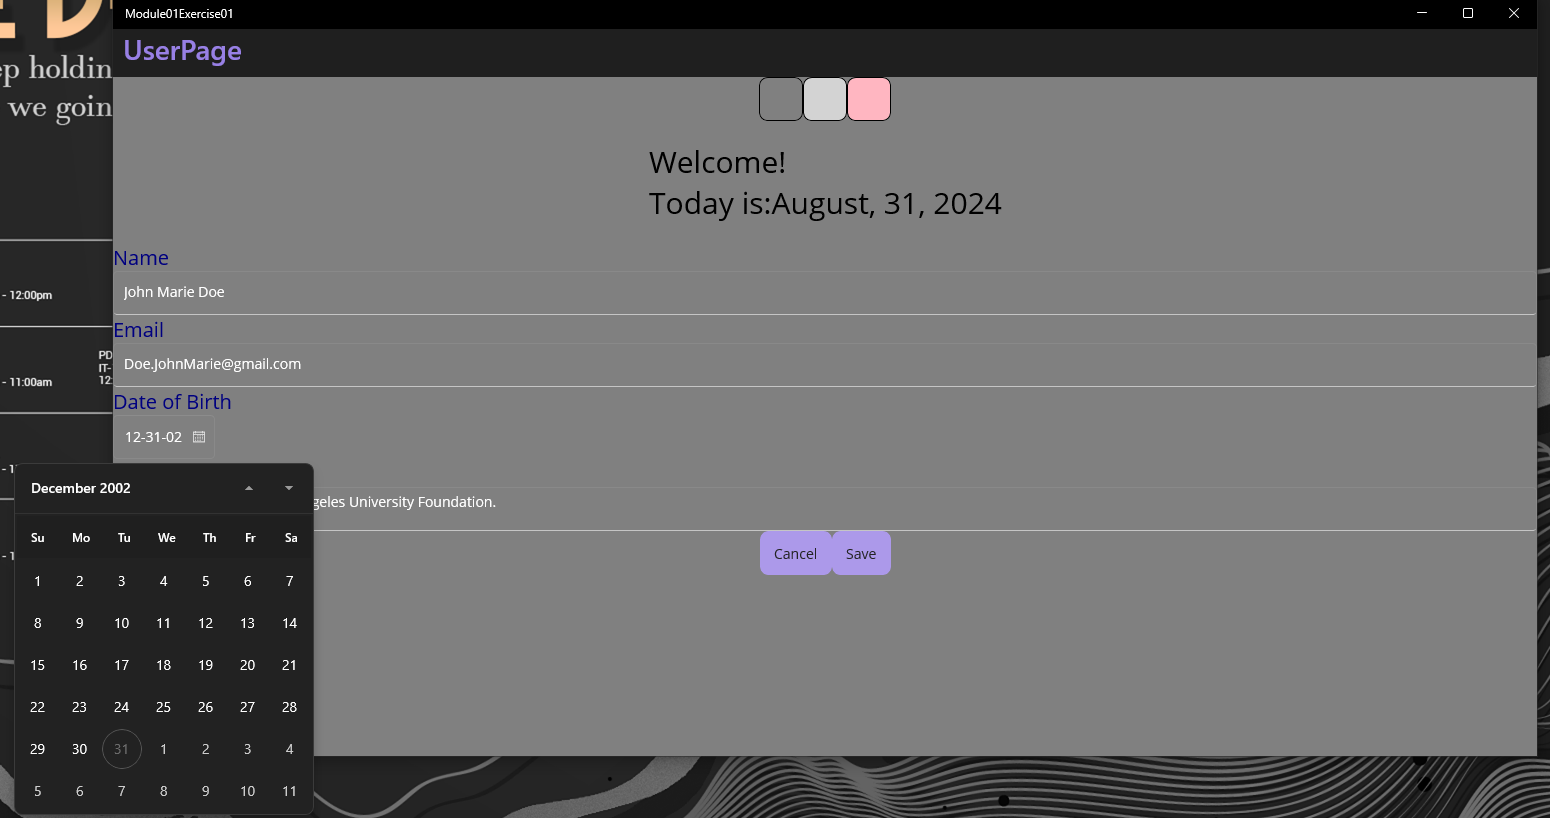 Module01Exercise01
UserPage
ep holdin
we goin
Welcome!
Today is:August, 31, 2024
Name
John Marie Doe
- 12:00pm
Email
PD
IT-
12:
Doe.JohnMarie@gmail.com
- 11:00am
Date of Birth
12-31-02
- 1
December 2002
geles University Foundation.
Su Mo Tu We Th Fr Sa
Cancel Save
- 1
1 2 3 4 5 6 7
8 9 10 11 12 13 14
15 16 17 18 19 20 21
22 23 24 25 26 27 28
29 30 31 1 2 3 4
5 6 7 8 9 10 11